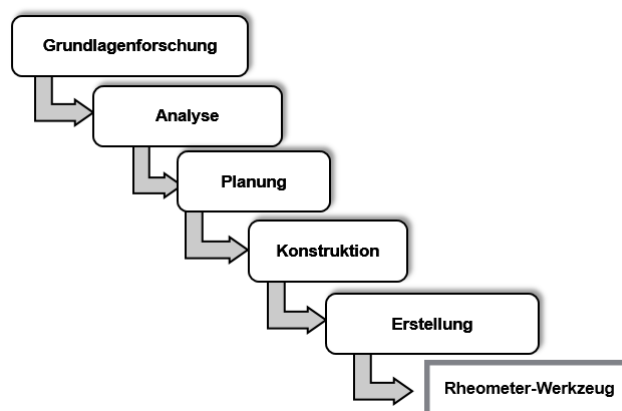 Grundlagenforschung
Analyse
Planung
Konstruktion
Erstellung
Rheometer-Werkzeug